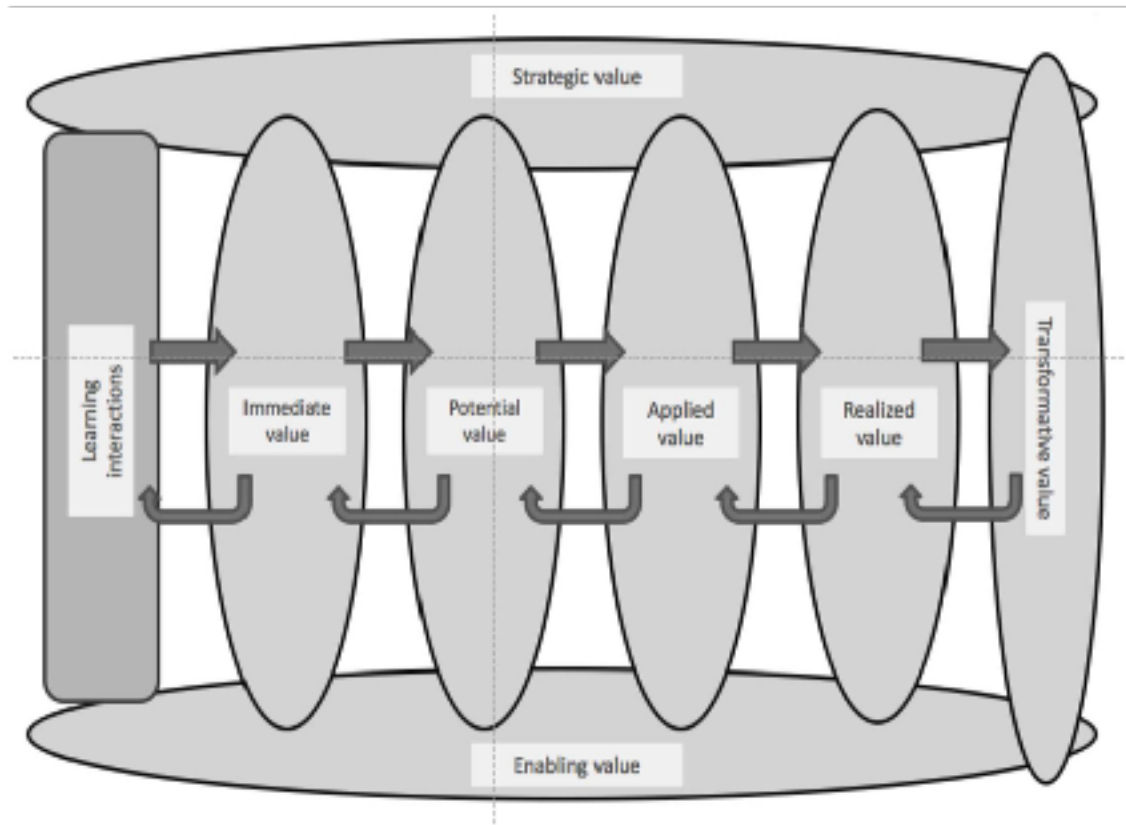 Strategic value
Learning
interactions
Immediate
value
Potential
value
Applied
value
Realized
value
Transformative value
Enabling value